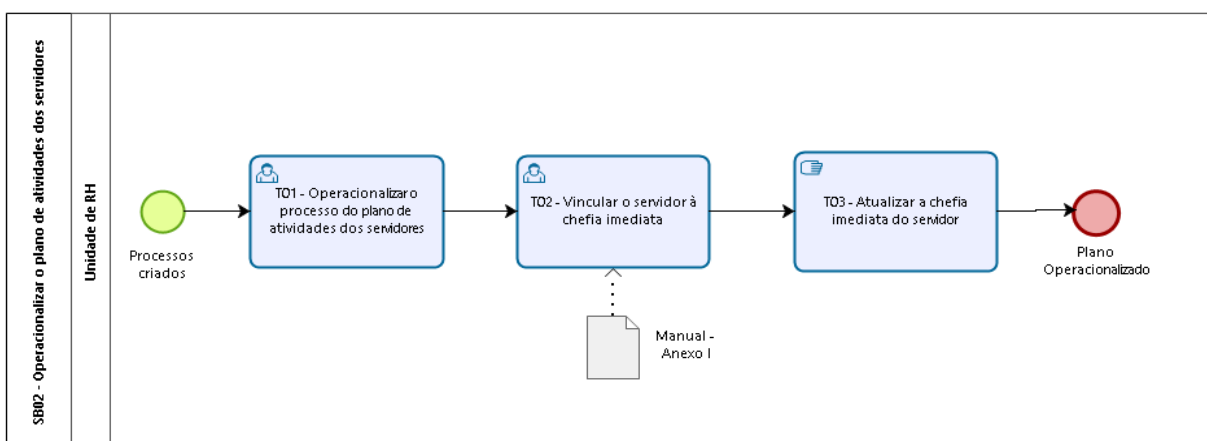 SB02 - Operacionalizar o plano de atividades dos servidores
Unidade de RH
Processos
criados
T01 - Operacionalizar o
processo do plano de
atividades dos servidores
T02 - Vincular o servidor à
chefia imediata
Manual -
Anexo I
T03 - Atualizar a chefia
imediata do servidor
Plano
Operacionalizado